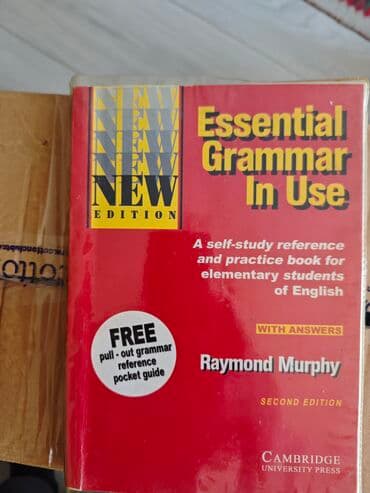 NEW
NEW
NEW
NEW
NEW
EDITION
Essential
Grammar
In Use
A self-study reference
and practice book for
elementary students
of English
WITH ANSWERS
FREE
pull - out grammar
reference
pocket guide
Raymond Murphy
SECOND EDITION
CAMBRIDGE
UNIVERSITY PRESS